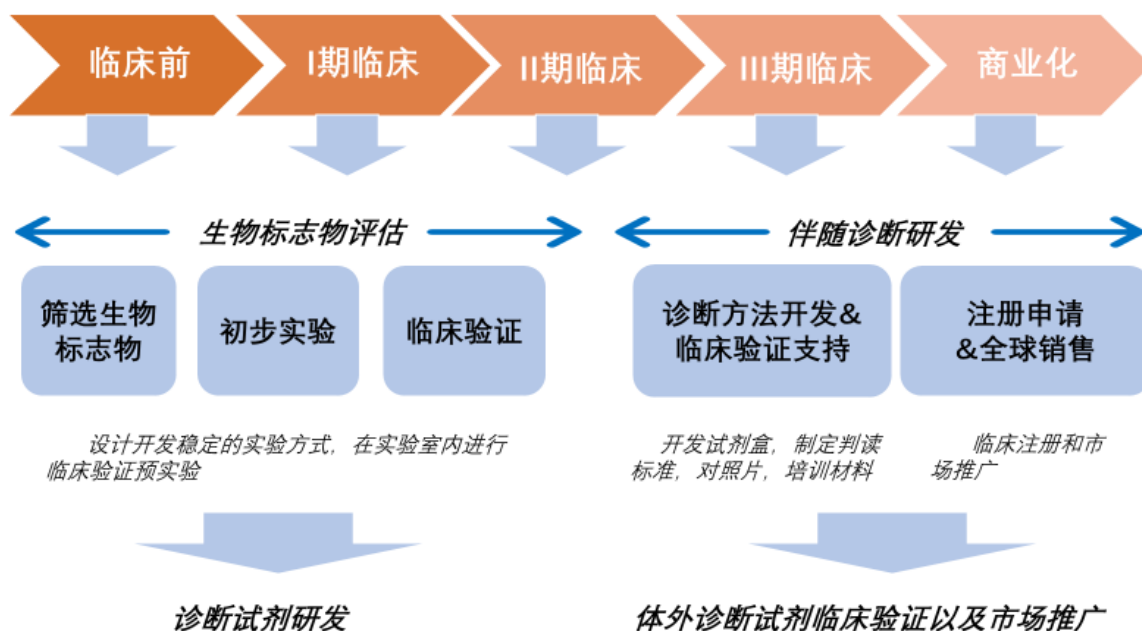 临床前
I期临床
II期临床
III期临床
商业化
生物标志物评估
伴随诊断研发
筛选生物
标志物
初步实验
临床验证
诊断方法开发&
临床验证支持
注册申请
&全球销售
设计开发稳定的实验方式，在实验室内进行
临床验证预实验
开发试剂盒，制定判读
标准，对照片，培训材料
临床注册和市
场推广
诊断试剂研发
体外诊断试剂临床验证以及市场推广